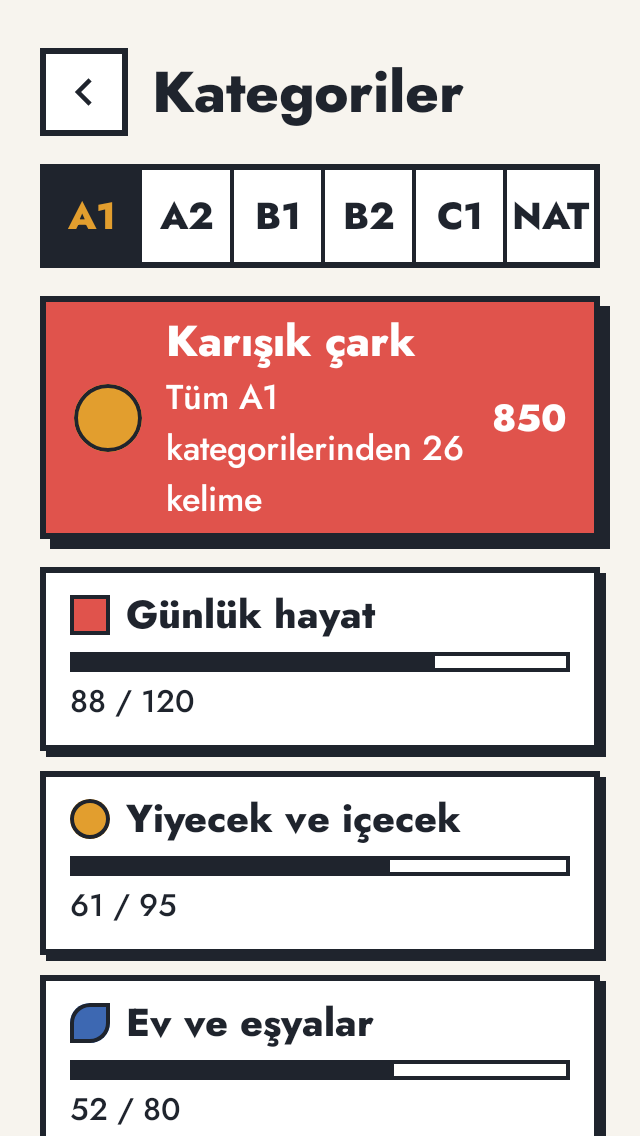 Kategoriler
A1 A2 B1 B2 C1 NAT
Karışık çark
Tüm A1
kategorilerinden 26
kelime
850
Günlük hayat
88 / 120
Yiyecek ve içecek
61 / 95
Ev ve eşyalar
52 / 80